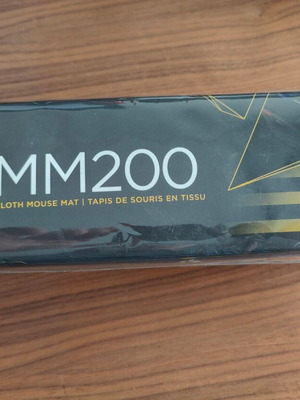 MM200
LOTH MOUSE MAT | TAPIS DE SOURIS EN TISSU